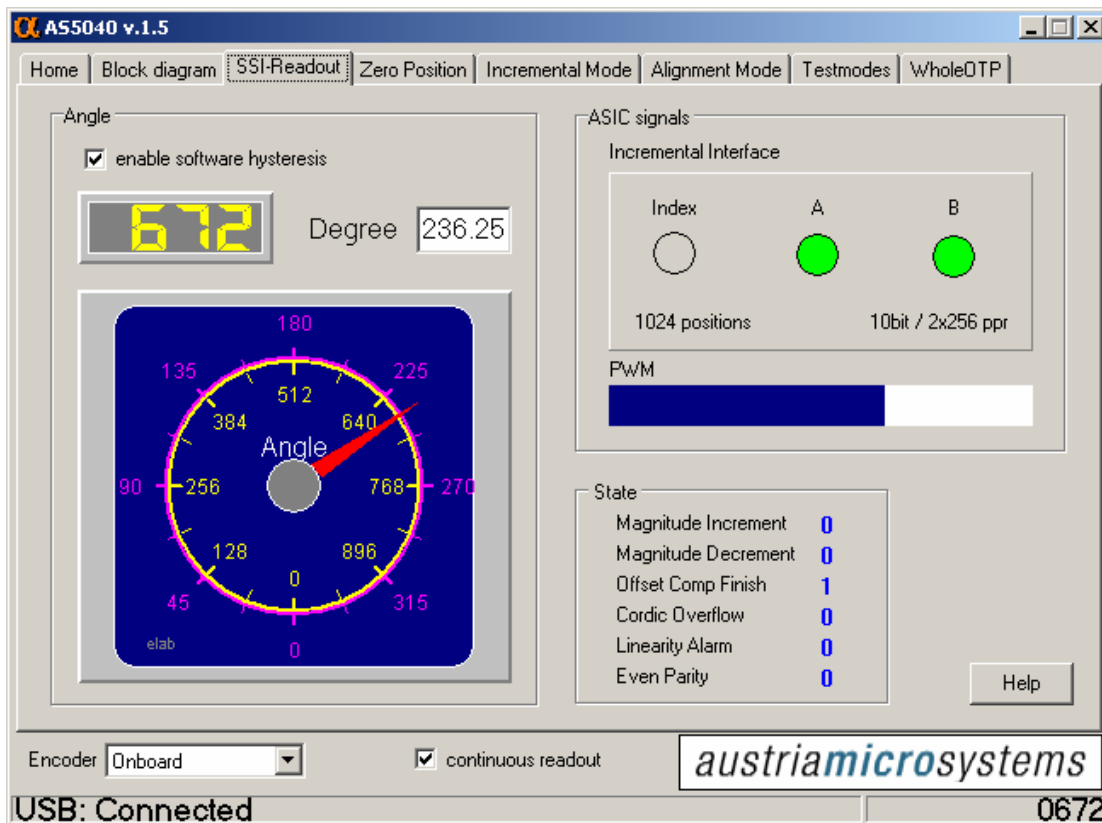 AS5040 v.1.5
Home Block diagram SSI-Readout Zero Position Incremental Mode Alignment Mode Testmodes WholeOTP
Angle
enable software hysteresis
672
Degree 236.25
180
135 225
512
384 640
Angle
90 256 768 270
128 896
0
45 315
elab
0
ASIC signals
Incremental Interface
Index A B
1024 positions 10bit / 2x256 ppr
PWM
State
Magnitude Increment 0
Magnitude Decrement 0
Offset Comp Finish 1
Cordic Overflow 0
Linearity Alarm 0
Even Parity 0
Help
Encoder Onboard
continuous readout
austriamicrosystems
USB: Connected 0672